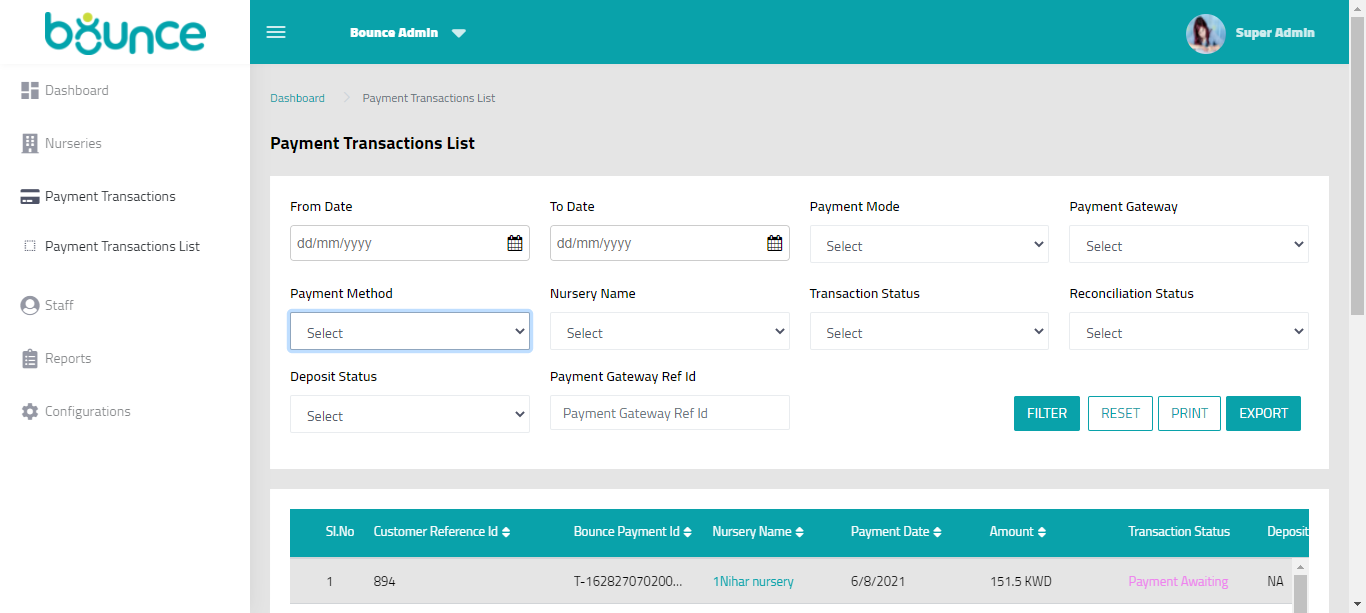 bounce
Bounce Admin
Super Admin
Dashboard
Nurseries
Payment Transactions
Payment Transactions List
Staff
Reports
Configurations
Dashboard Payment Transactions List
Payment Transactions List
From Date To Date Payment Mode Payment Gateway
dd/mm/yyyy dd/mm/yyyy Select Select
Payment Method Nursery Name Transaction Status Reconciliation Status
Select Select Select Select
Deposit Status Payment Gateway Ref Id
Select Payment Gateway Ref Id FILTER RESET PRINT EXPORT
Sl.No Customer Reference Id Bounce Payment Id Nursery Name Payment Date Amount Transaction Status Deposit
1 894 T-162827070200... 1Nihar nursery 6/8/2021 151.5 KWD Payment Awaiting NA